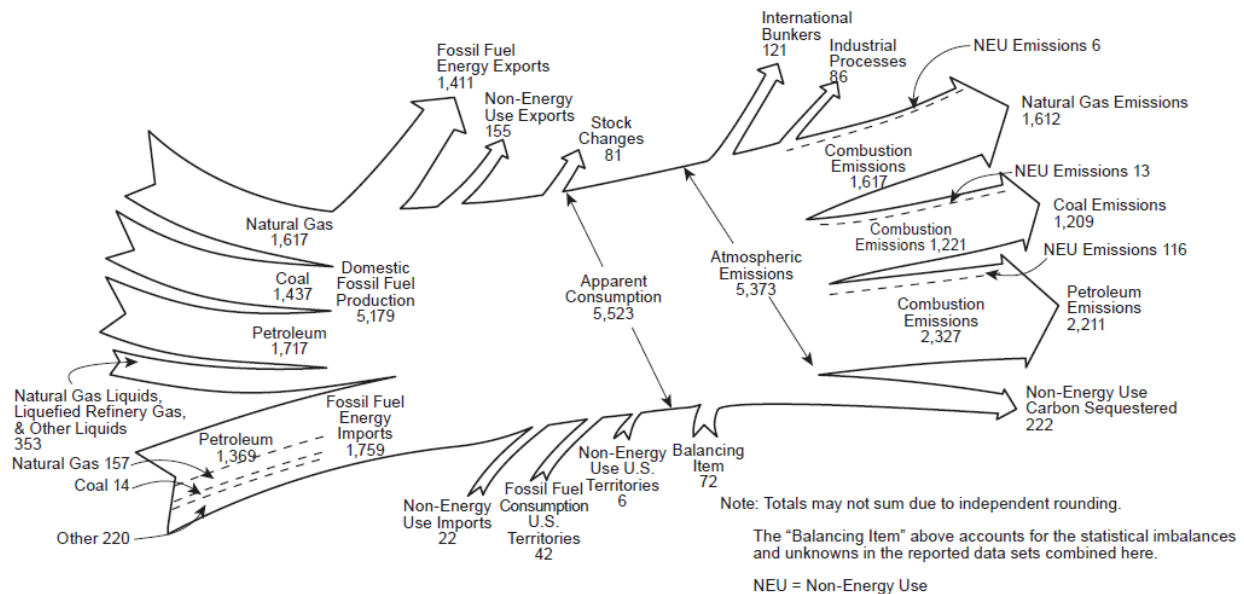 International
Bunkers
121
Industrial
Processes
86
NEU Emissions 6
Fossil Fuel
Energy Exports
1,411
Non-Energy
Use Exports
155
Stock
Changes
81
Natural Gas Emissions
1,612
Combustion
Emissions
1,617
NEU Emissions 13
Coal Emissions
1,209
Combustion
Emissions 1,221
NEU Emissions 116
Natural Gas
1,617
Coal
1,437
Domestic
Fossil Fuel
Production
5,179
Petroleum
1,717
Apparent
Consumption
5,523
Atmospheric
Emissions
5,373
Combustion
Emissions
2,327
Petroleum
Emissions
2,211
Natural Gas Liquids,
Liquefied Refinery Gas,
& Other Liquids
353
Non-Energy Use
Carbon Sequestered
222
Fossil Fuel
Energy
Imports
1,759
Petroleum
1,369
Natural Gas 157
Coal 14
Other 220
Non-Energy
Use Imports
22
Fossil Fuel
Consumption
U.S.
Territories
42
Non-Energy
Use U.S.
Territories
6
Balancing
Item
72
Note: Totals may not sum due to independent rounding.
The “Balancing Item” above accounts for the statistical imbalances
and unknowns in the reported data sets combined here.
NEU = Non-Energy Use